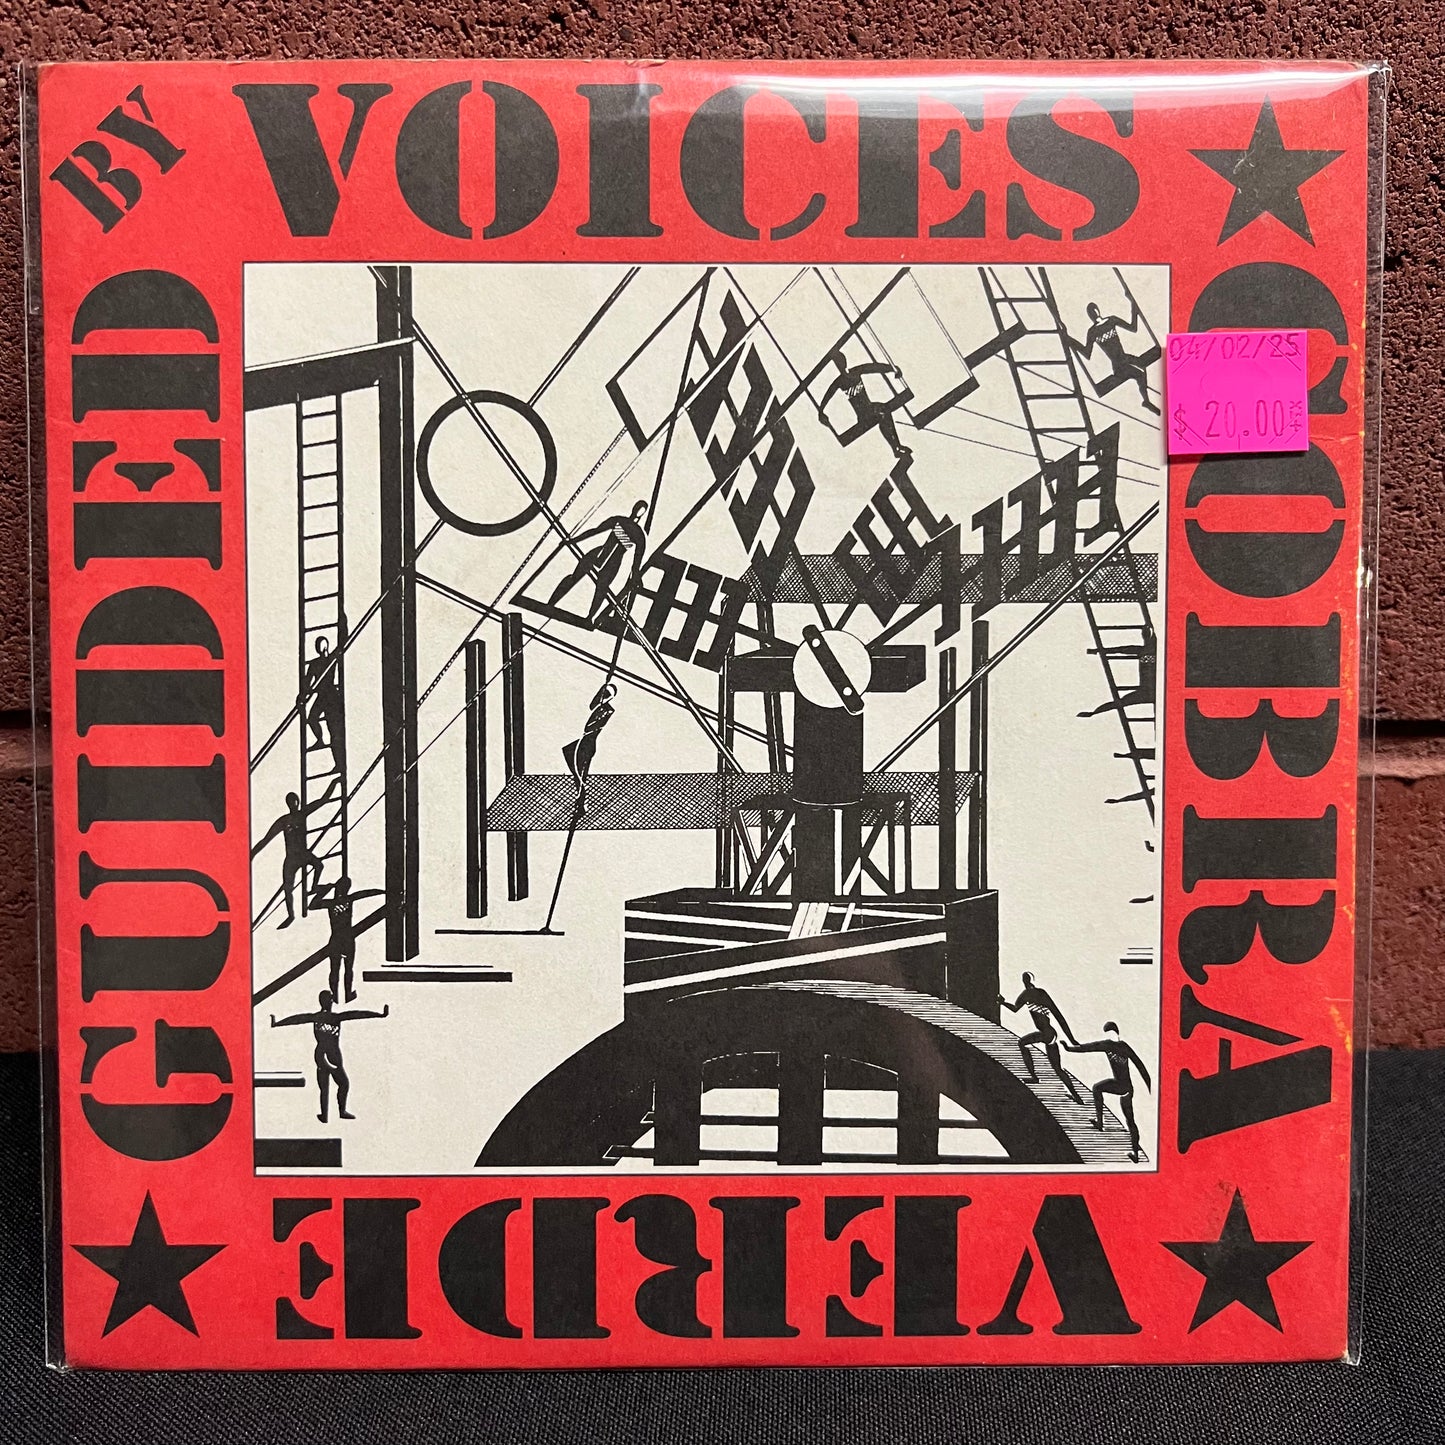 GUIDED
BY
VOICES
COBRA
VERDE
04/02/25
$ 20.00